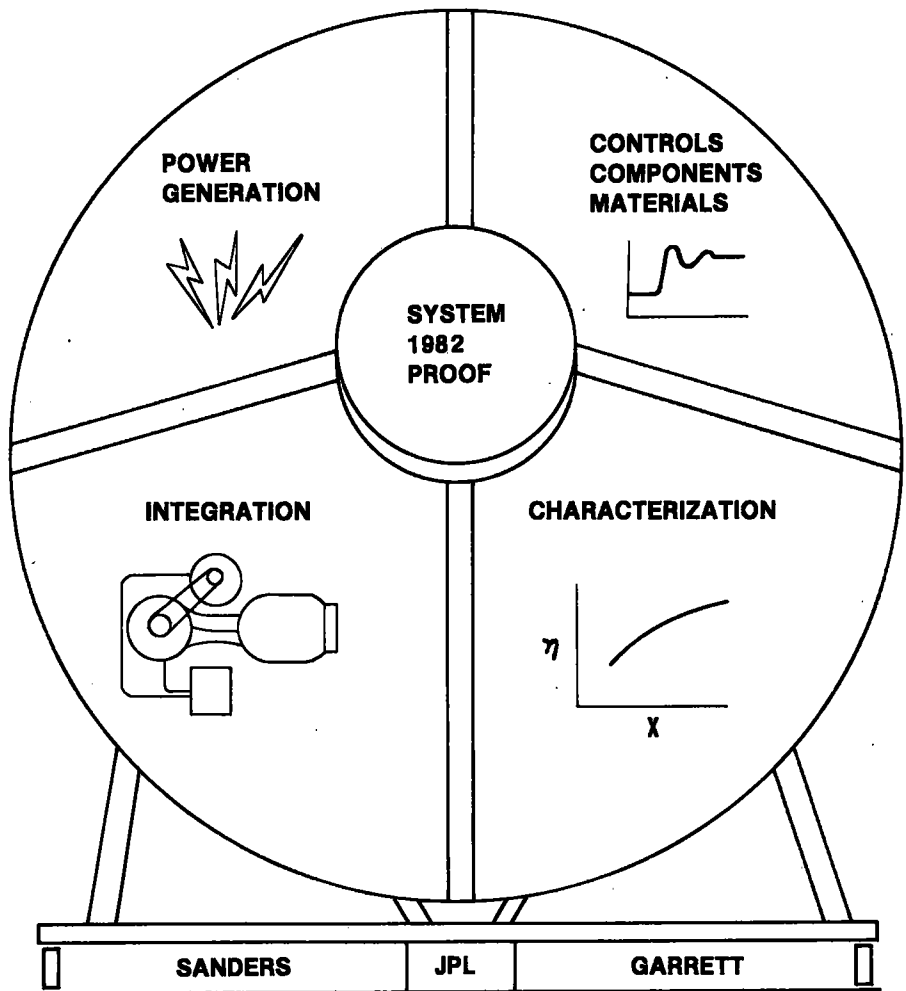 POWER
GENERATION
CONTROLS
COMPONENTS
MATERIALS
SYSTEM
1982
PROOF
INTEGRATION
CHARACTERIZATION
η
X
SANDERS
JPL
GARRETT